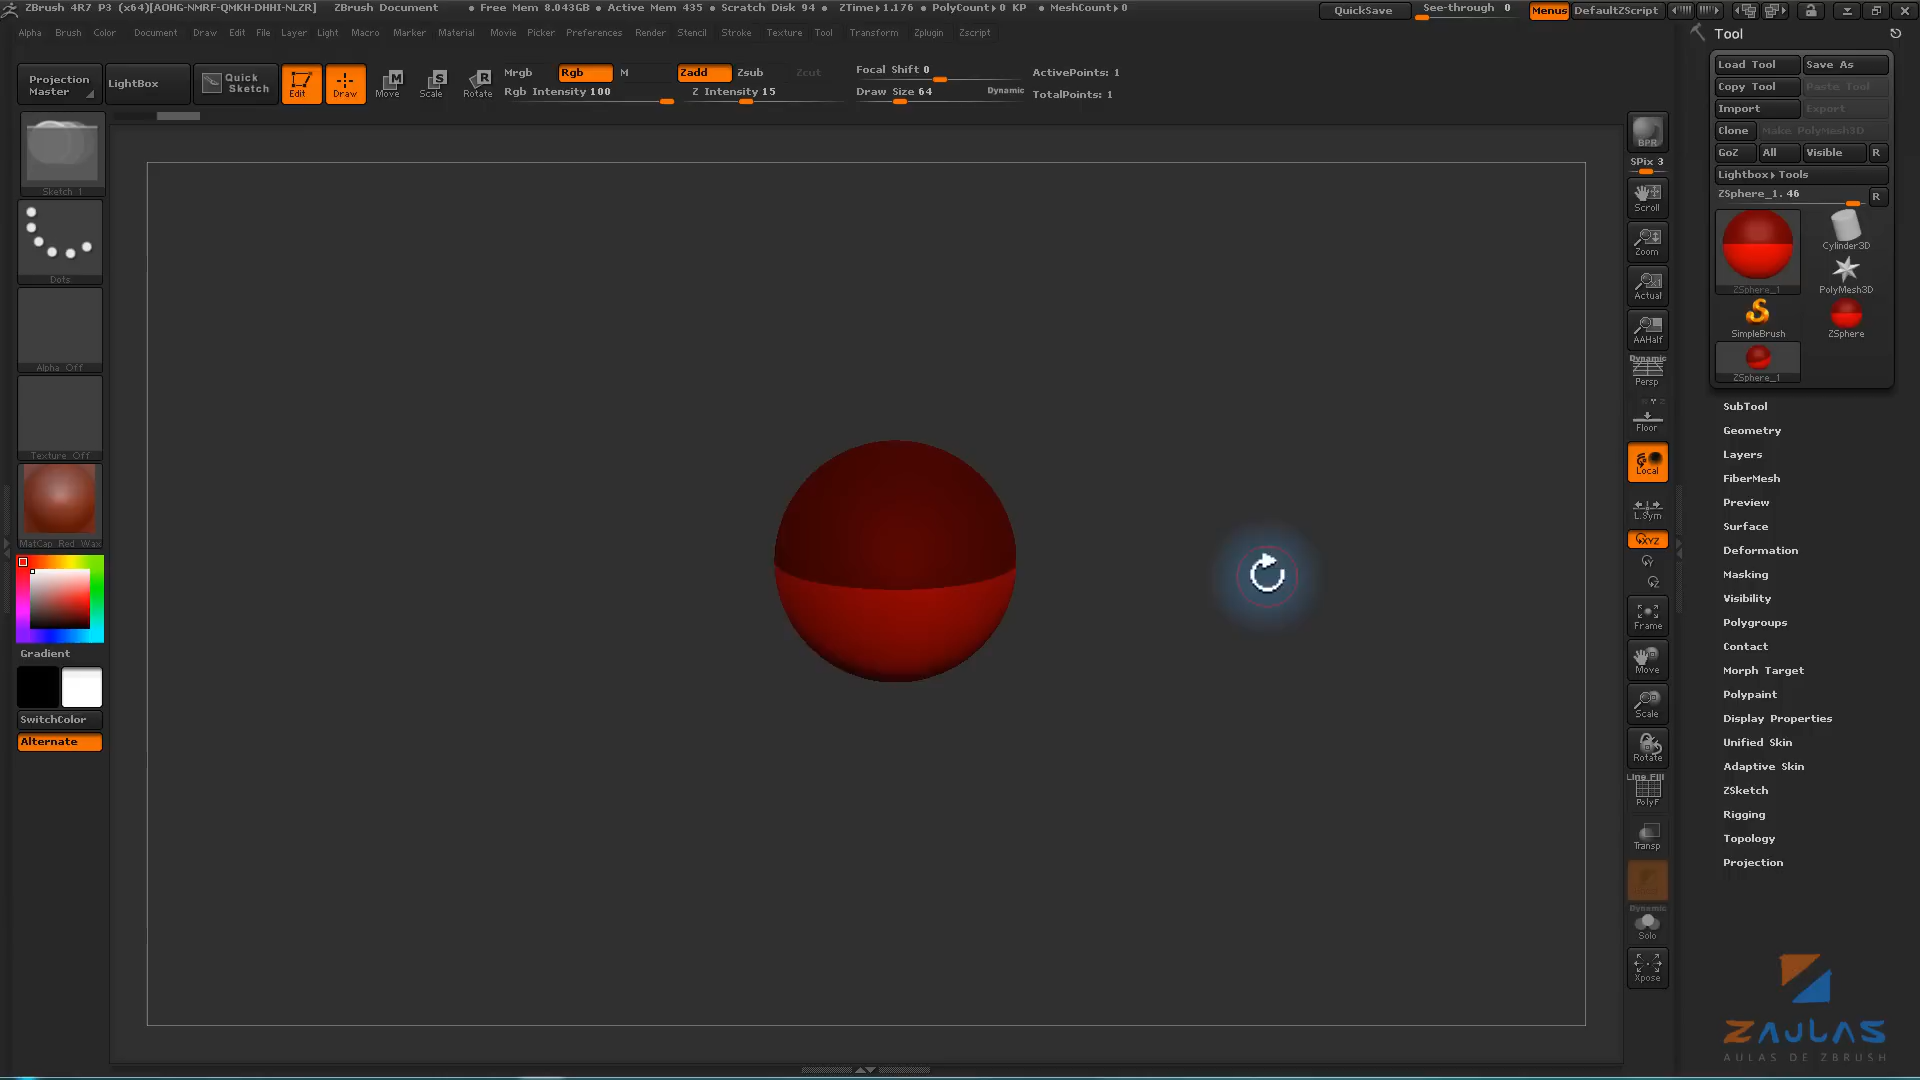 ZBrush 4R7 P3 (x64)[AOHG-NMRF-QMKH-DHHI-NLZR] ZBrush Document • Free Mem 8.043GB • Active Mem 435 • Scratch Disk 94 • ZTime▸1.176 • PolyCount▸0 KP • MeshCount▸0 QuickSave See-through 0 Menus DefaultZScript
Alpha Brush Color Document Draw Edit File Layer Light Macro Marker Material Movie Picker Preferences Render Stencil Stroke Texture Tool Transform Zplugin Zscript
Projection Master
LightBox
Quick Sketch
Edit
Draw
Move
Scale
Rotate
Mrgb Rgb M
Rgb Intensity 100
Zadd Zsub Zcut
Z Intensity 15
Focal Shift 0
Draw Size 64
Dynamic
ActivePoints: 1
TotalPoints: 1
Sketch 1
Dots
Alpha Off
Texture Off
MatCap Red Wax
Gradient
SwitchColor
Alternate
BPR
SPix 3
Scroll
Zoom
Actual
AAHalf
Dynamic
Persp
Floor
Local
L.Sym
XYZ
Y
Z
Frame
Move
Scale
Rotate
Line Fill
PolyF
Transp
Dynamic
Solo
Xpose
Tool
Load Tool Save As
Copy Tool Paste Tool
Import Export
Clone Make PolyMesh3D
GoZ All Visible R
Lightbox▸Tools
ZSphere_1. 46 R
ZSphere_1
Cylinder3D
PolyMesh3D
SimpleBrush
ZSphere
ZSphere_1
SubTool
Geometry
Layers
FiberMesh
Preview
Surface
Deformation
Masking
Visibility
Polygroups
Contact
Morph Target
Polypaint
Display Properties
Unified Skin
Adaptive Skin
ZSketch
Rigging
Topology
Projection
ZAULAS
AULAS DE ZBRUSH